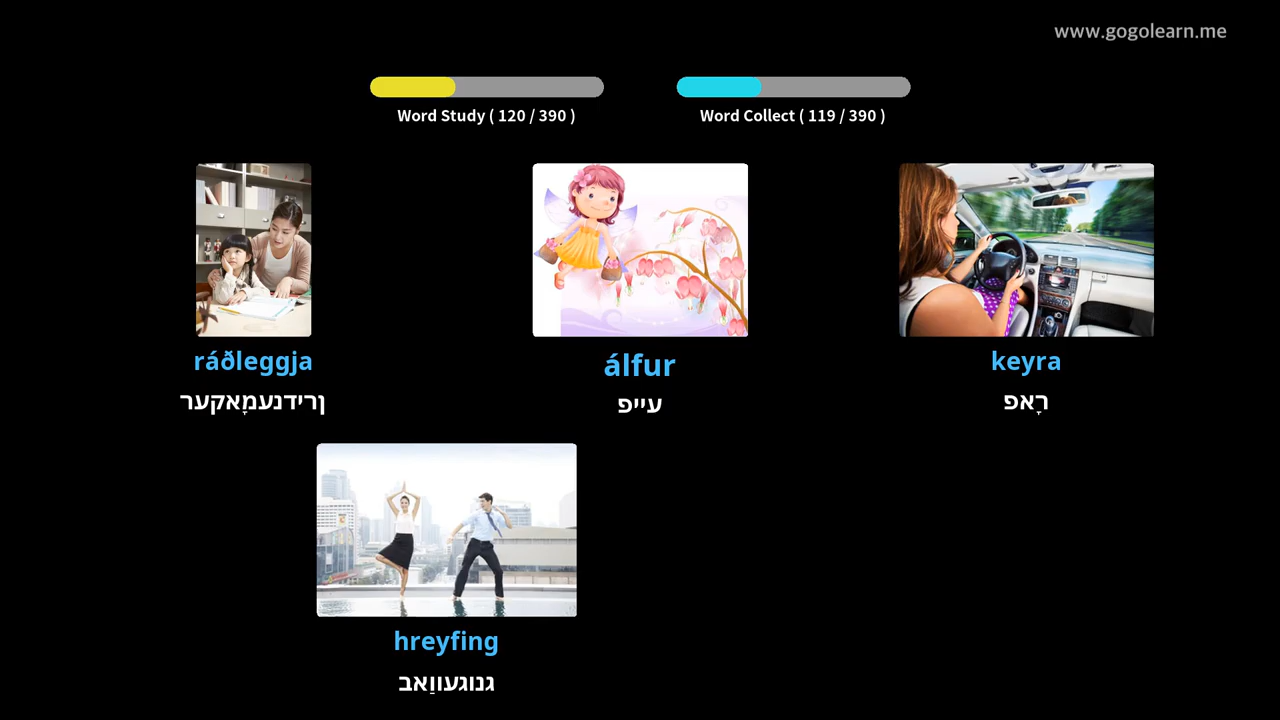 www.gogolearn.me
Word Study ( 120 / 390 )
Word Collect ( 119 / 390 )
ráðleggja
álfur
keyra
ןרידנעמָאקער
עייפ
רָאפ
hreyfing
גנוגעווַאב